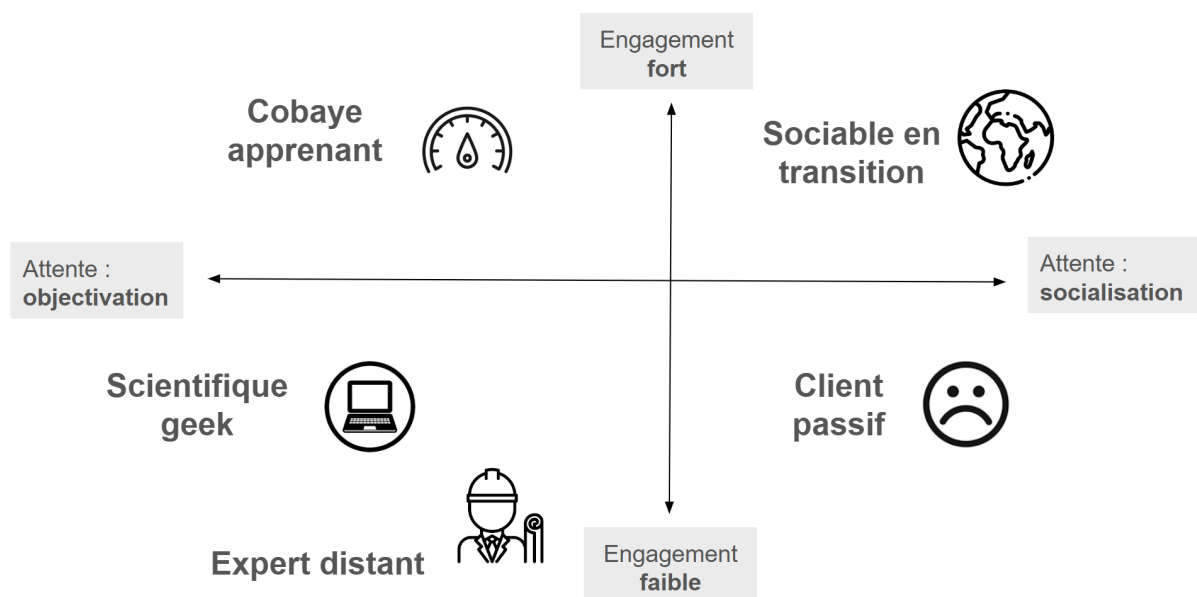 Engagement
fort
Cobaye
apprenant
Sociable en
transition
Attente :
objectivation
Attente :
socialisation
Scientifique
geek
Client
passif
Expert distant
Engagement
faible